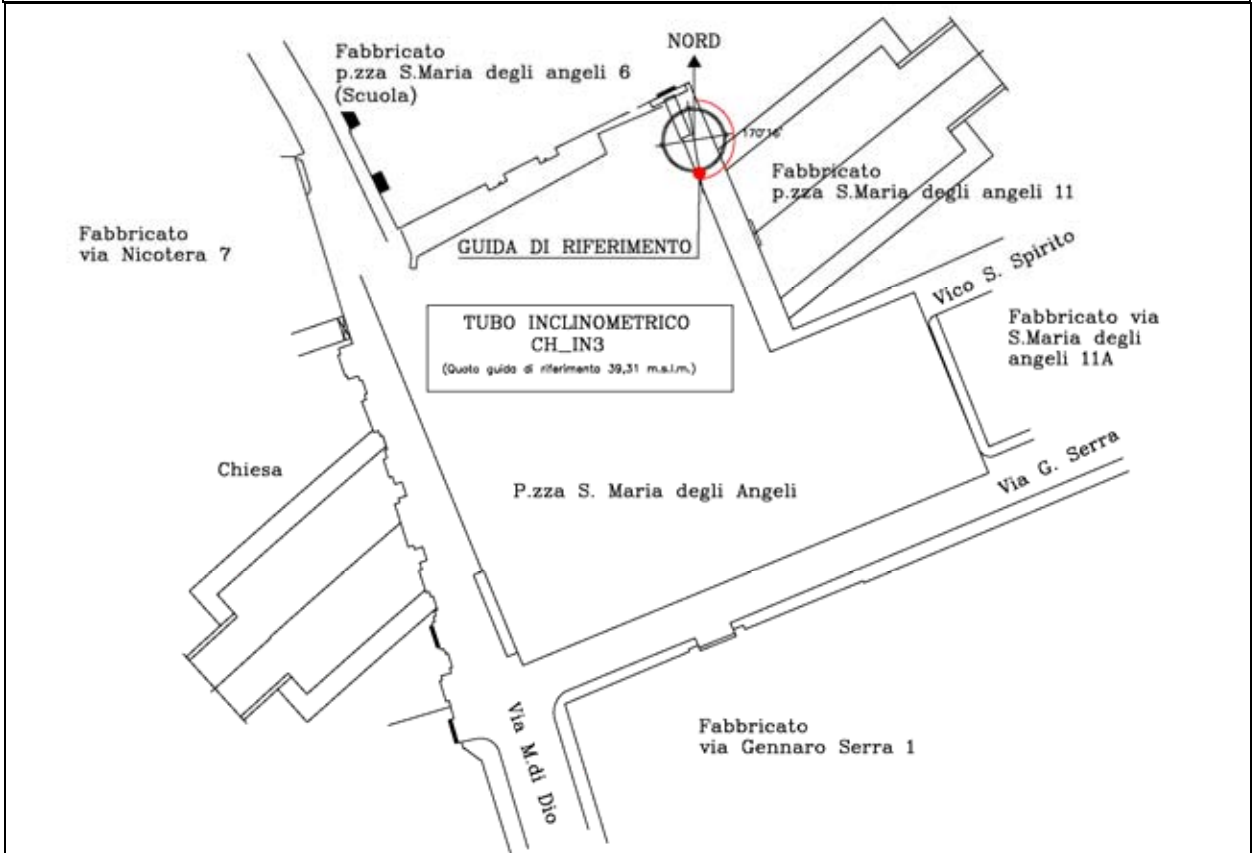 NORD
Fabbricato
p.zza S.Maria degli angeli 6
(Scuola)
170°16'
Fabbricato
p.zza S.Maria degli angeli 11
Fabbricato
via Nicotera 7
GUIDA DI RIFERIMENTO
Vico S. Spirito
TUBO INCLINOMETRICO
CH_IN3
(Quota guida di riferimento 39,31 m.s.l.m.)
Fabbricato via
S.Maria degli
angeli 11A
Chiesa
P.zza S. Maria degli Angeli
Via G. Serra
Via M.di Dio
Fabbricato
via Gennaro Serra 1